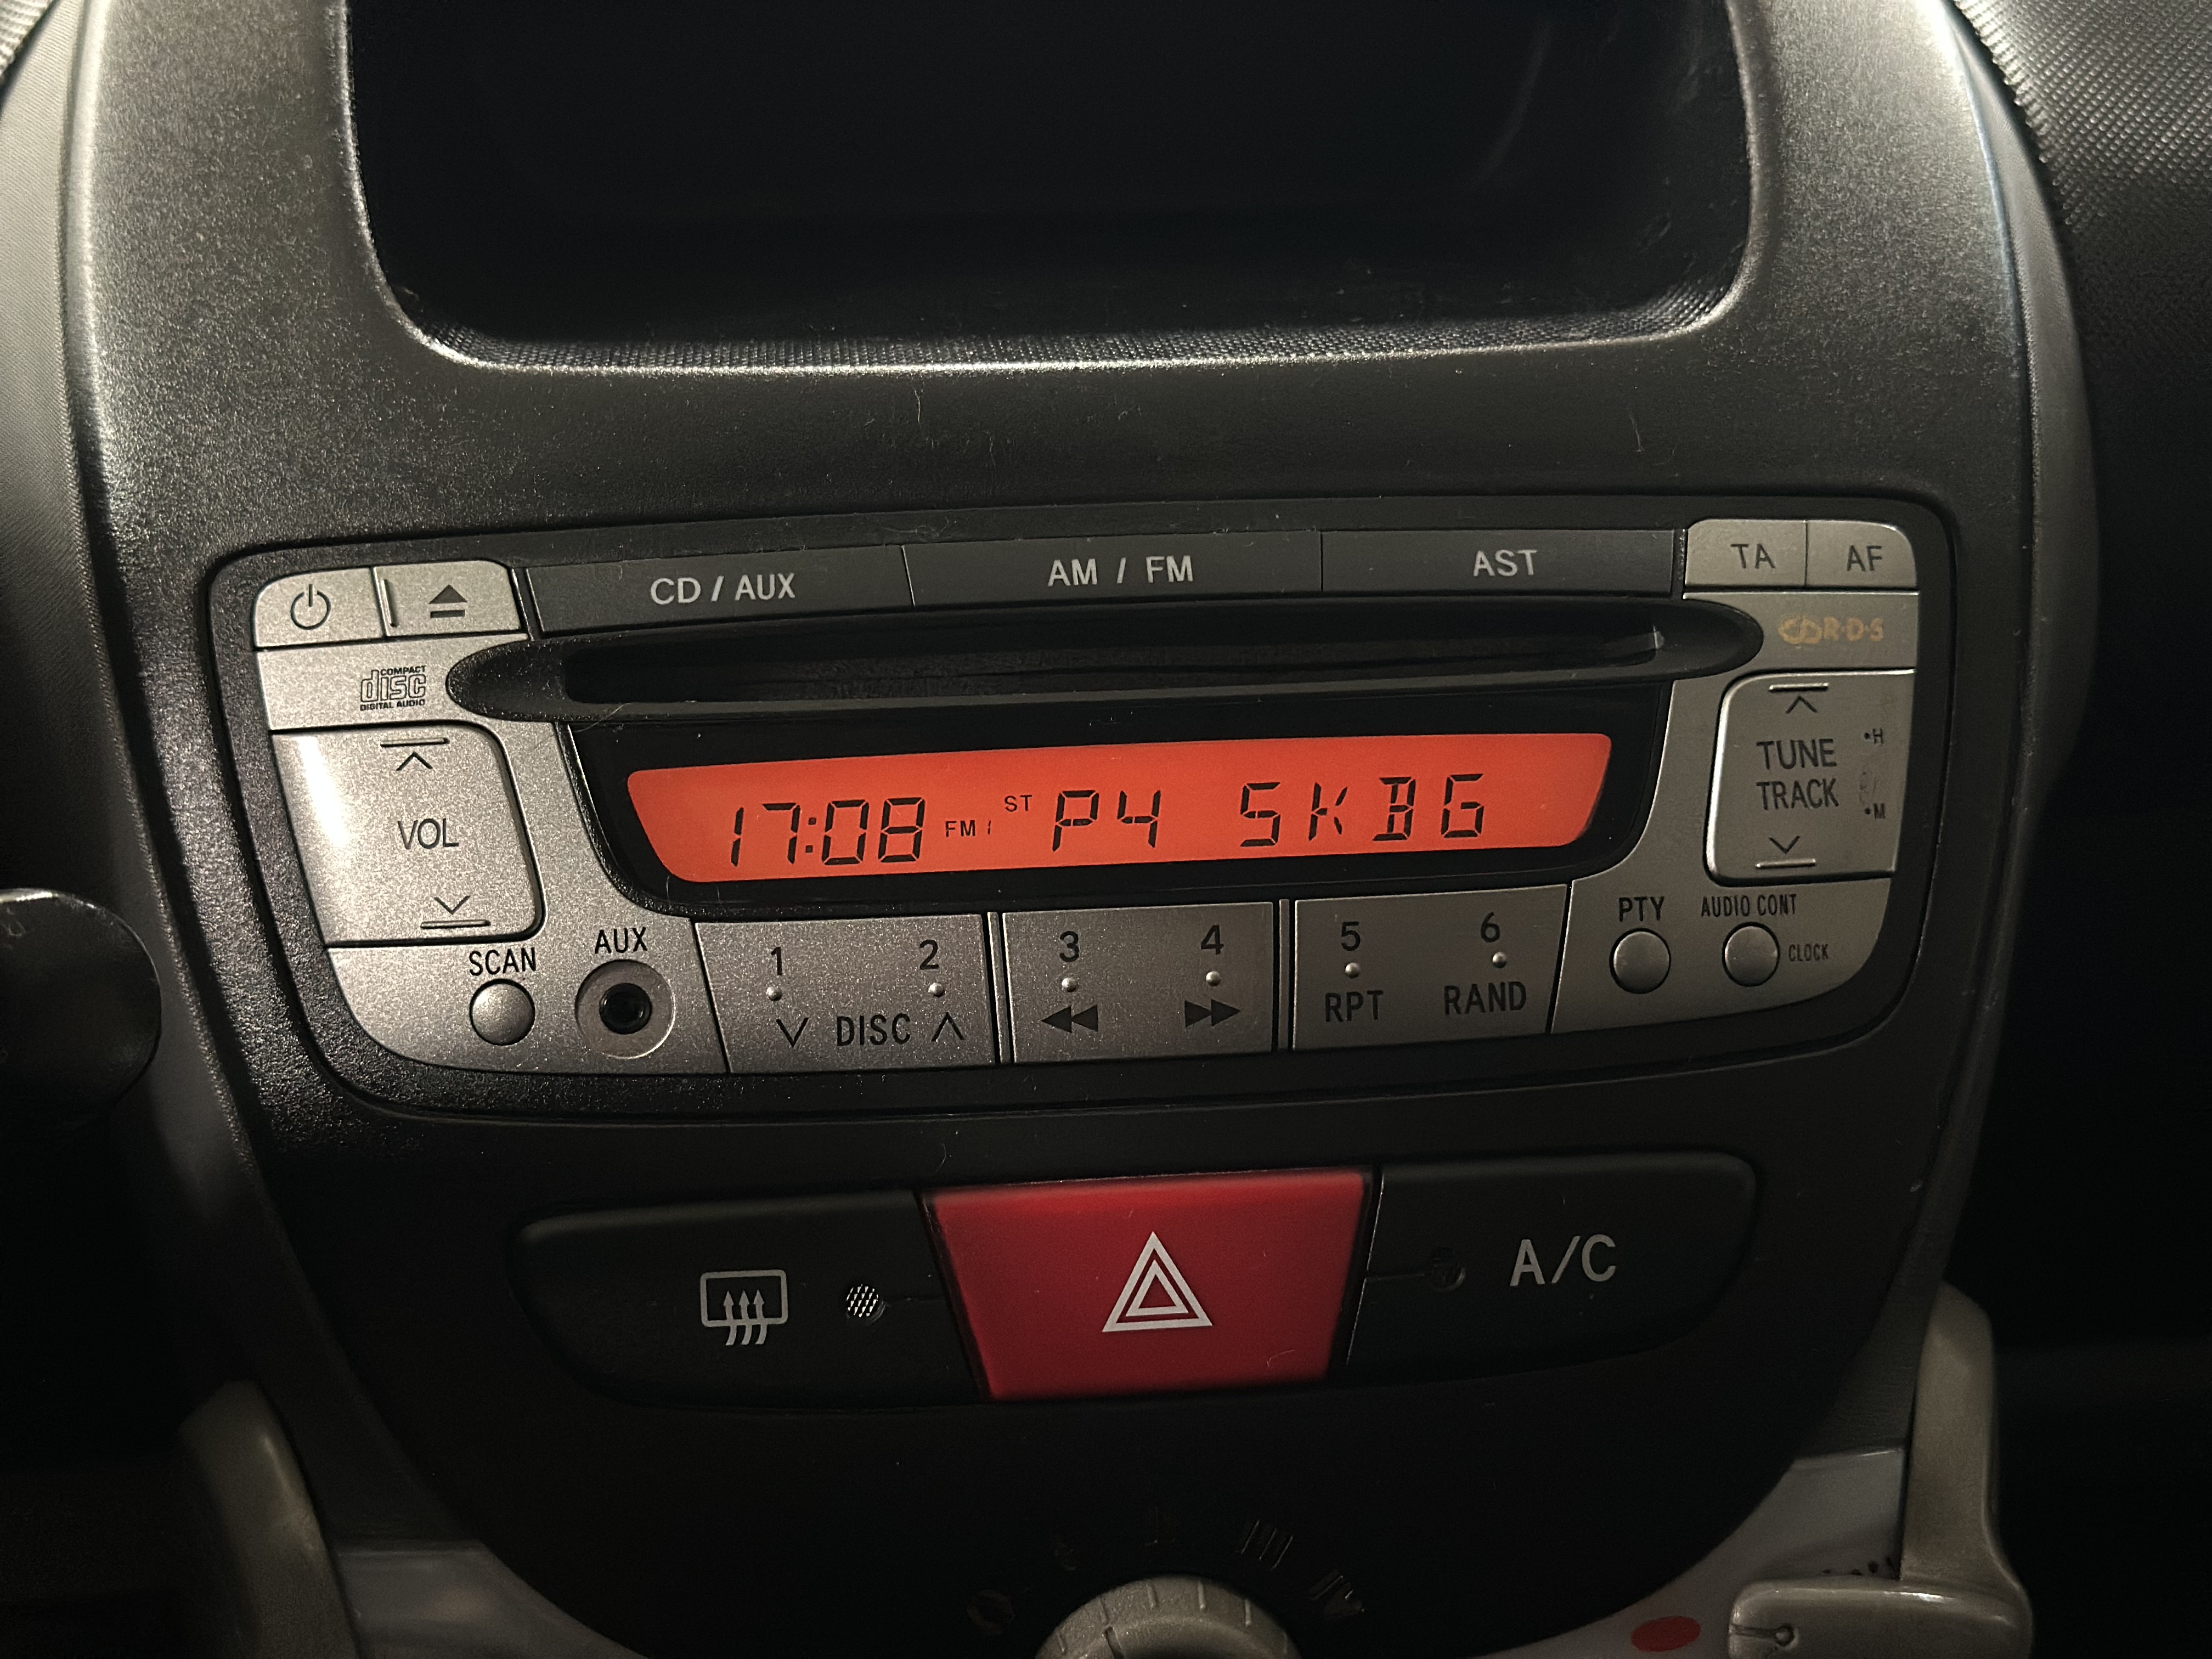 CD / AUX AM / FM AST TA AF
R·D·S
COMPACT
disc
DIGITAL AUDIO
VOL
17:08 FM 1 ST P4 SKBG
TUNE
TRACK
•H
•M
SCAN
AUX
1 2 3 4 5 6
DISC RPT RAND
PTY
AUDIO CONT
CLOCK
A/C